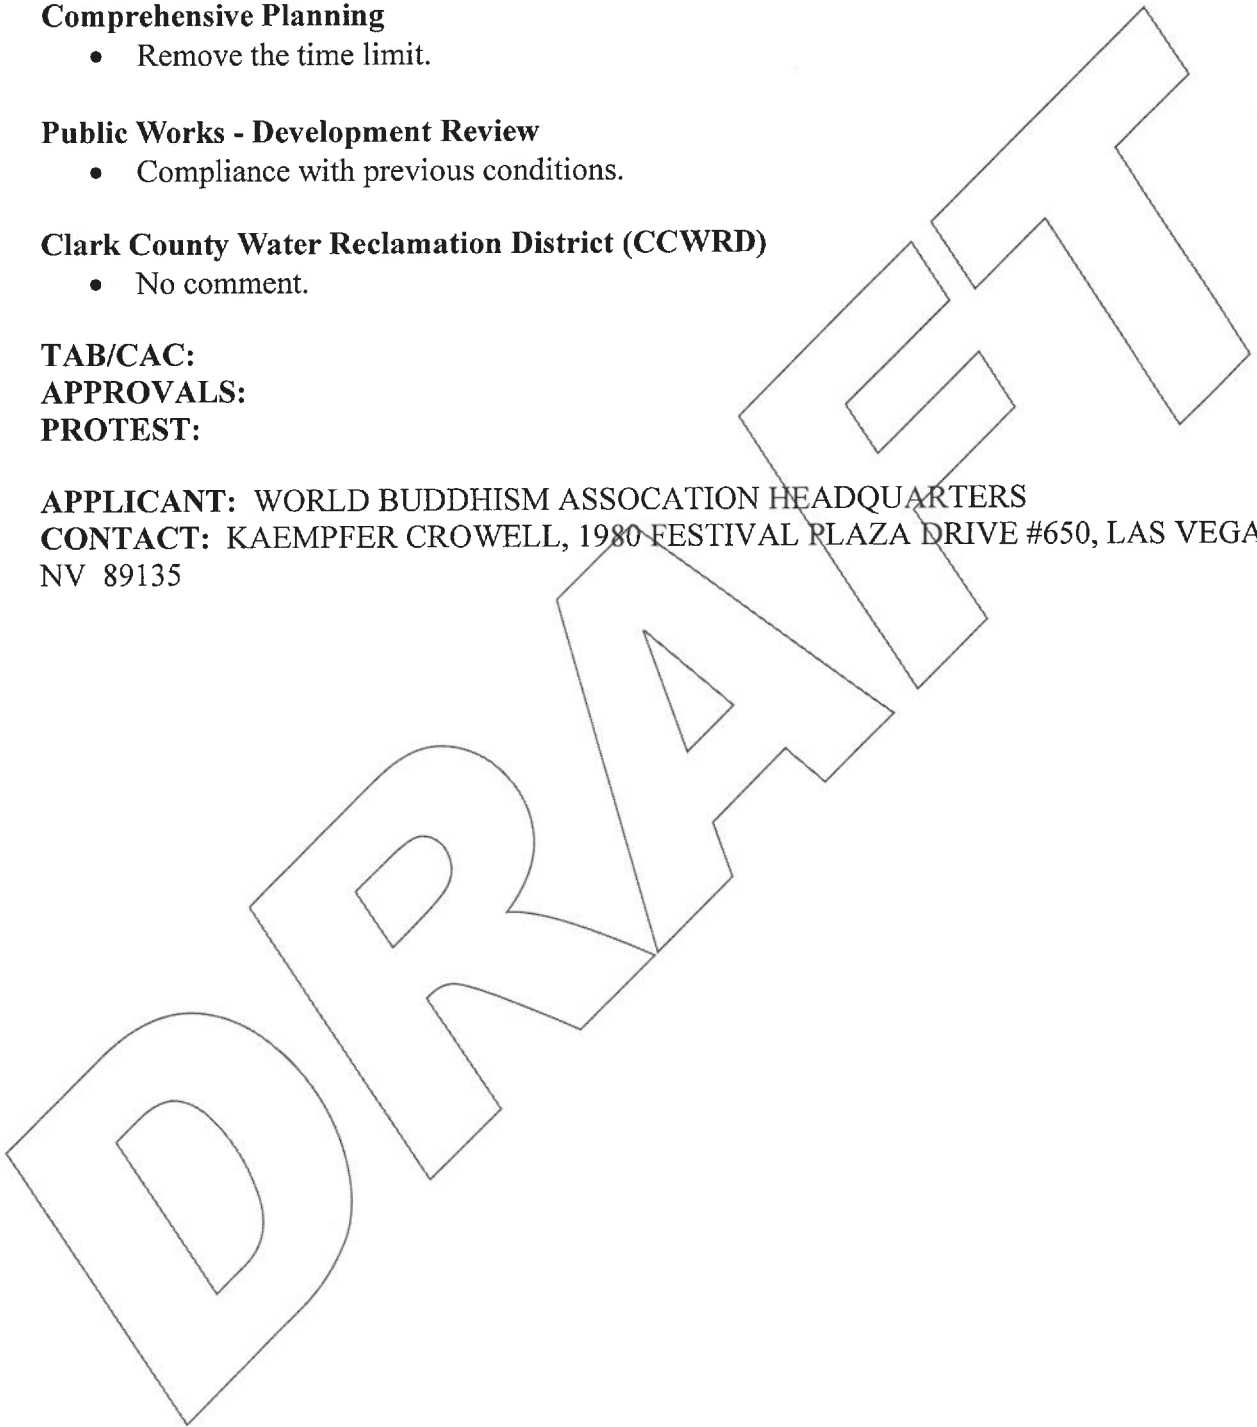 Comprehensive Planning
• Remove the time limit.
Public Works - Development Review
• Compliance with previous conditions.
Clark County Water Reclamation District (CCWRD)
• No comment.
TAB/CAC:
APPROVALS:
PROTEST:
APPLICANT: WORLD BUDDHISM ASSOCATION HEADQUARTERS
CONTACT: KAEMPFER CROWELL, 1980 FESTIVAL PLAZA DRIVE #650, LAS VEGA
NV 89135
DRAFT